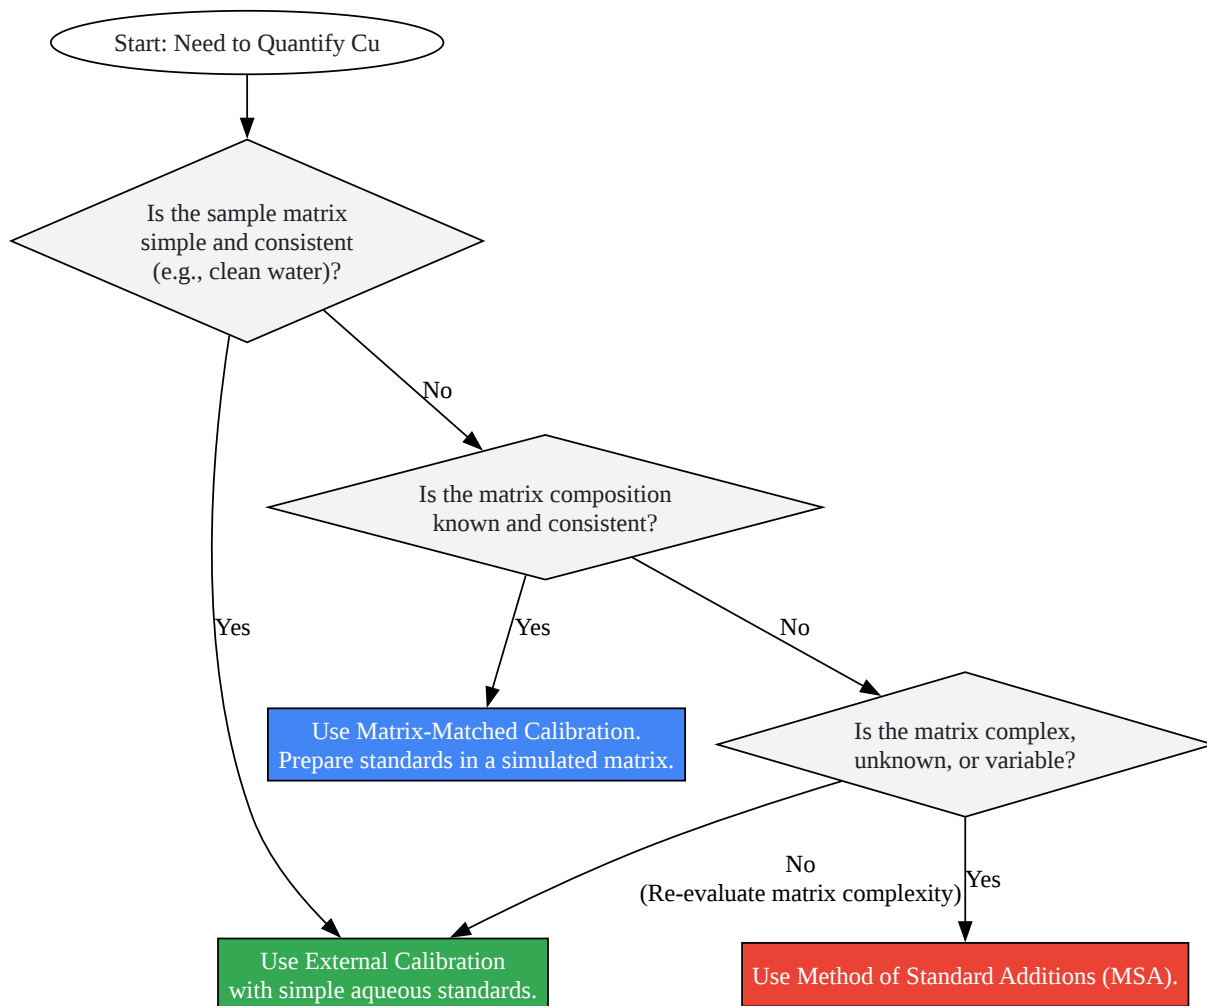 Start: Need to Quantify Cu
Is the sample matrix
simple and consistent
(e.g., clean water)?
No
Is the matrix composition
known and consistent?
Yes
Yes
No
Use Matrix-Matched Calibration.
Prepare standards in a simulated matrix.
Is the matrix complex,
unknown, or variable?
No
(Re-evaluate matrix complexity)
Yes
Use External Calibration
with simple aqueous standards.
Use Method of Standard Additions (MSA).